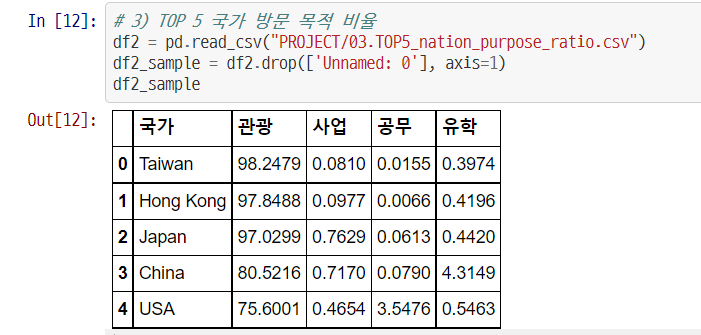 In [12]: # 3) TOP 5 국가 방문 목적 비율
df2 = pd.read_csv("PROJECT/03.TOP5_nation_purpose_ratio.csv")
df2_sample = df2.drop(['Unnamed: 0'], axis=1)
df2_sample
Out[12]:
국가 관광 사업 공무 유학
0 Taiwan 98.2479 0.0810 0.0155 0.3974
1 Hong Kong 97.8488 0.0977 0.0066 0.4196
2 Japan 97.0299 0.7629 0.0613 0.4420
3 China 80.5216 0.7170 0.0790 4.3149
4 USA 75.6001 0.4654 3.5476 0.5463